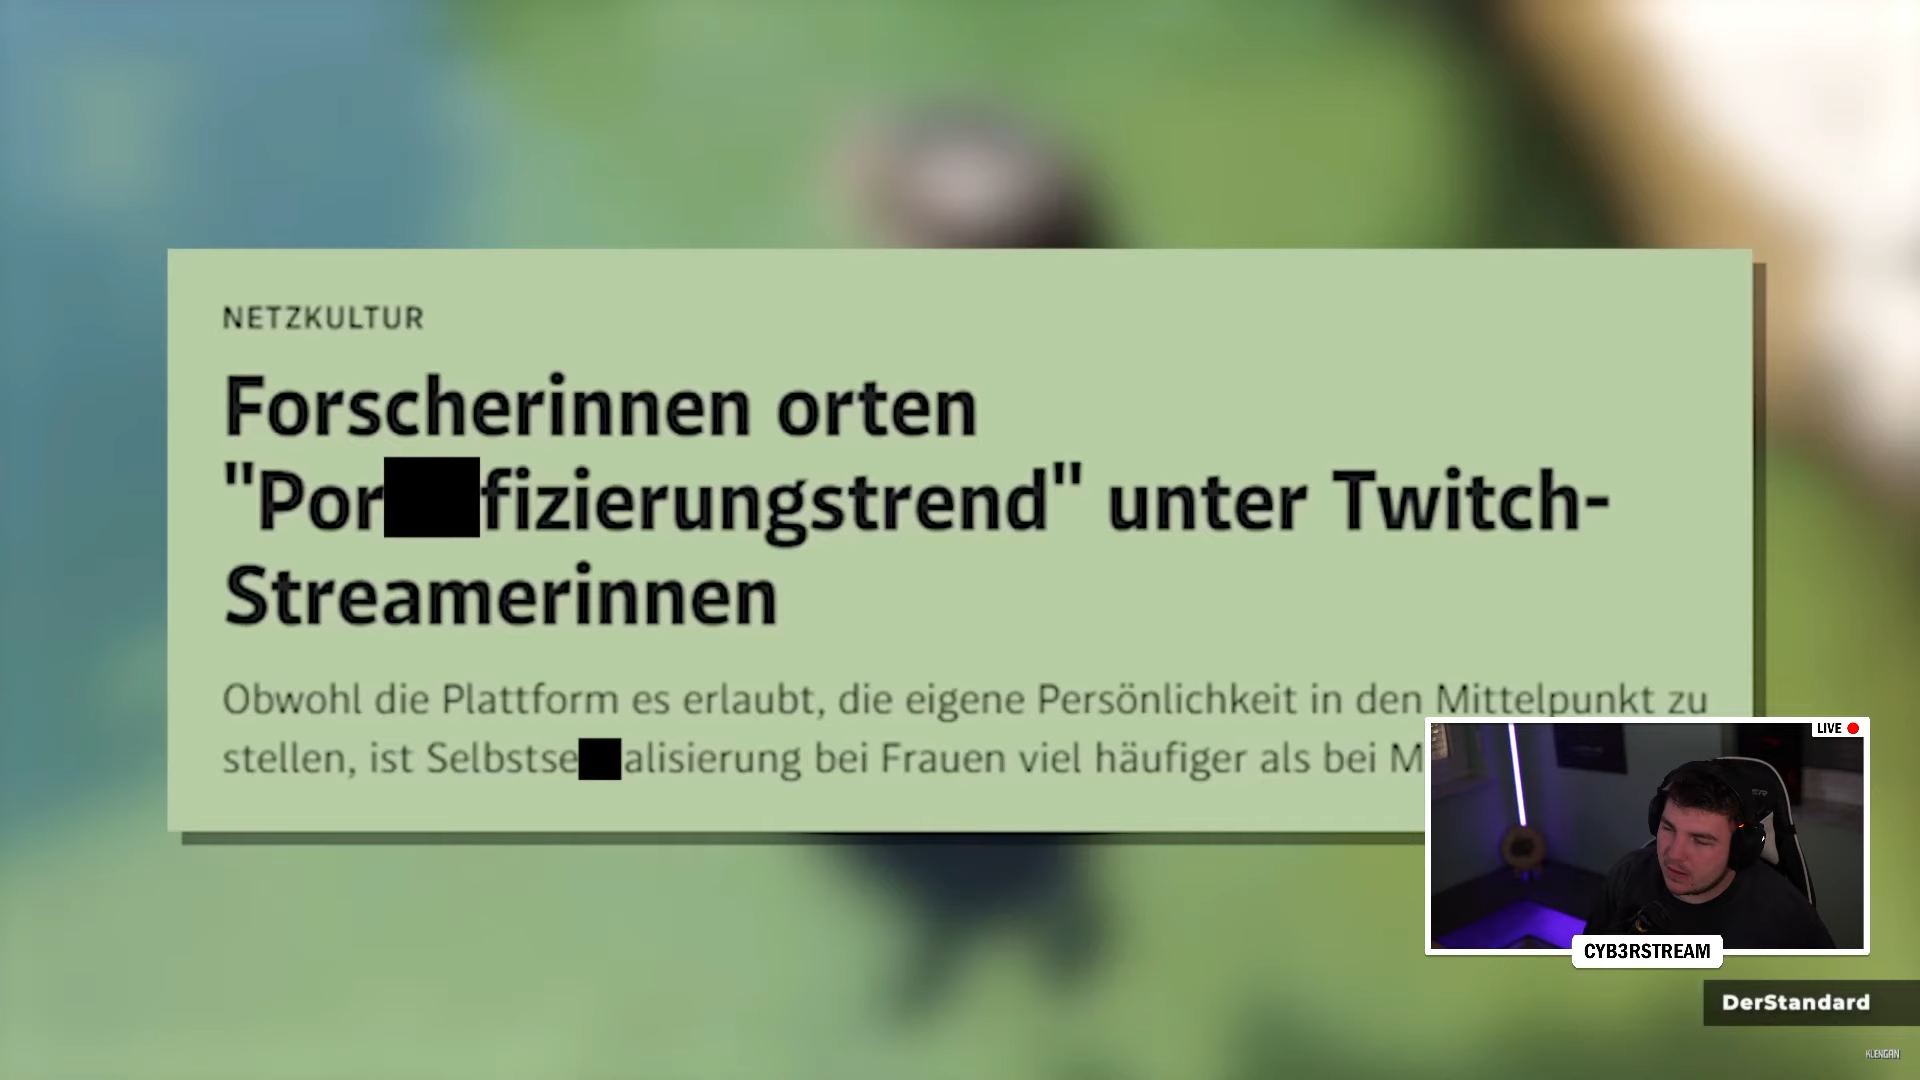 NETZKULTUR
Forscherinnen orten
"Por fizierungstrend" unter Twitch-
Streamerinnen
Obwohl die Plattform es erlaubt, die eigene Persönlichkeit in den Mittelpunkt zu
stellen, ist Selbstse alisierung bei Frauen viel häufiger als bei M
LIVE
CYB3RSTREAM
DerStandard
KUENGAN